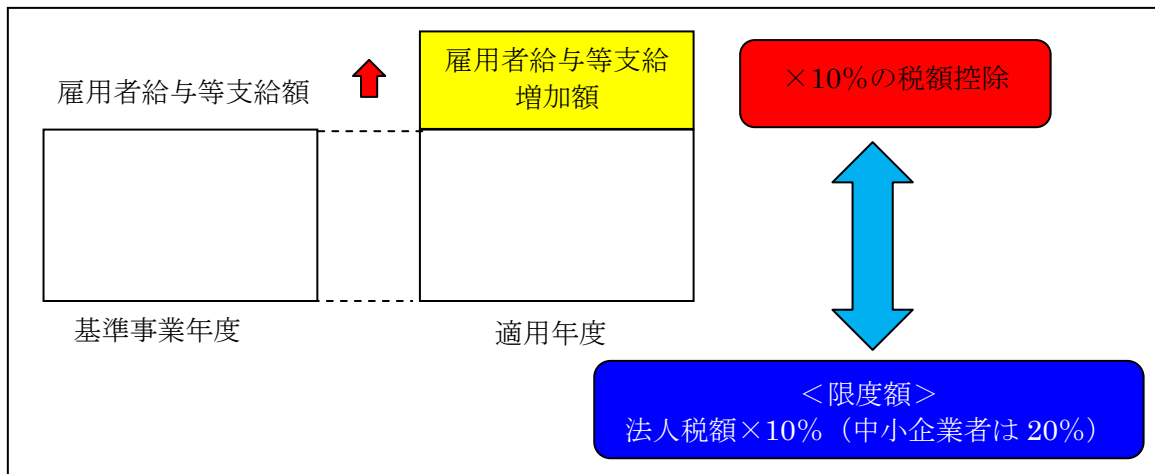 雇用者給与等支給額
雇用者給与等支給
増加額
×10%の税額控除
基準事業年度
適用年度
＜限度額＞
法人税額×10%（中小企業者は 20%）